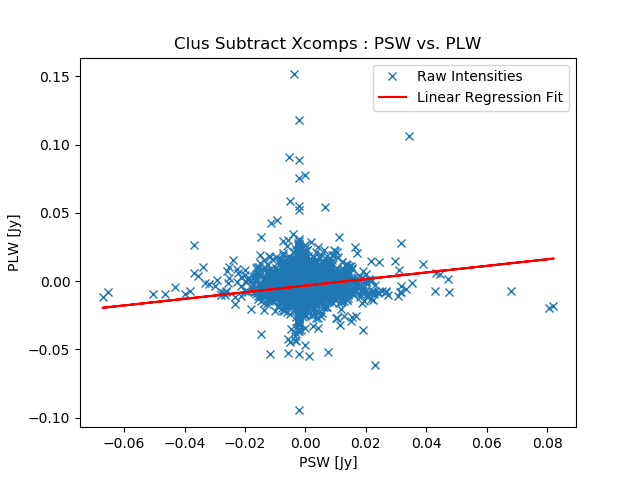 Clus Subtract Xcomps : PSW vs. PLW
Raw Intensities
Linear Regression Fit
0.15
0.10
0.05
0.00
−0.05
−0.10
PLW [Jy]
−0.06 −0.04 −0.02 0.00 0.02 0.04 0.06 0.08
PSW [Jy]